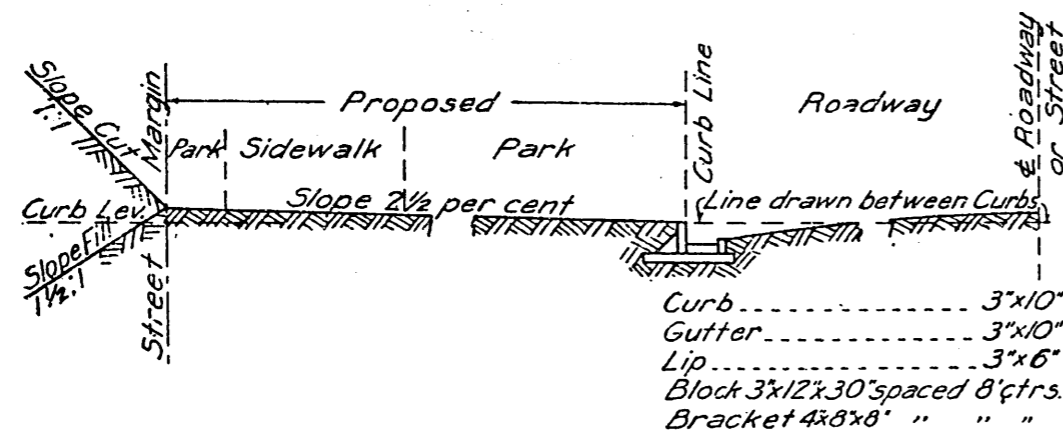 Slope Cut
1:1
Margin
Proposed
Curb Line
Roadway
℄ Roadway
or Street
Park
Sidewalk
Park
Curb Lev.
Slope 2½ per cent
Line drawn between Curbs
Slope Fill
1½:1
Street
Curb 3"x10"
Gutter 3"x10"
Lip 3"x6"
Block 3"x12"x30" spaced 8' ctrs.
Bracket 4"x8"x8" " " "